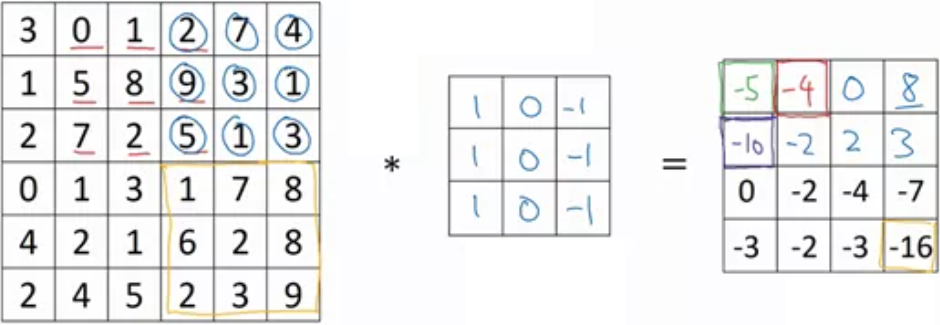 3 0 1 2 7 4
1 5 8 9 3 1
2 7 2 5 1 3
0 1 3 1 7 8
4 2 1 6 2 8
2 4 5 2 3 9
*
1 0 -1
1 0 -1
1 0 -1
=
-5 -4 0 8
-10 -2 2 3
0 -2 -4 -7
-3 -2 -3 -16